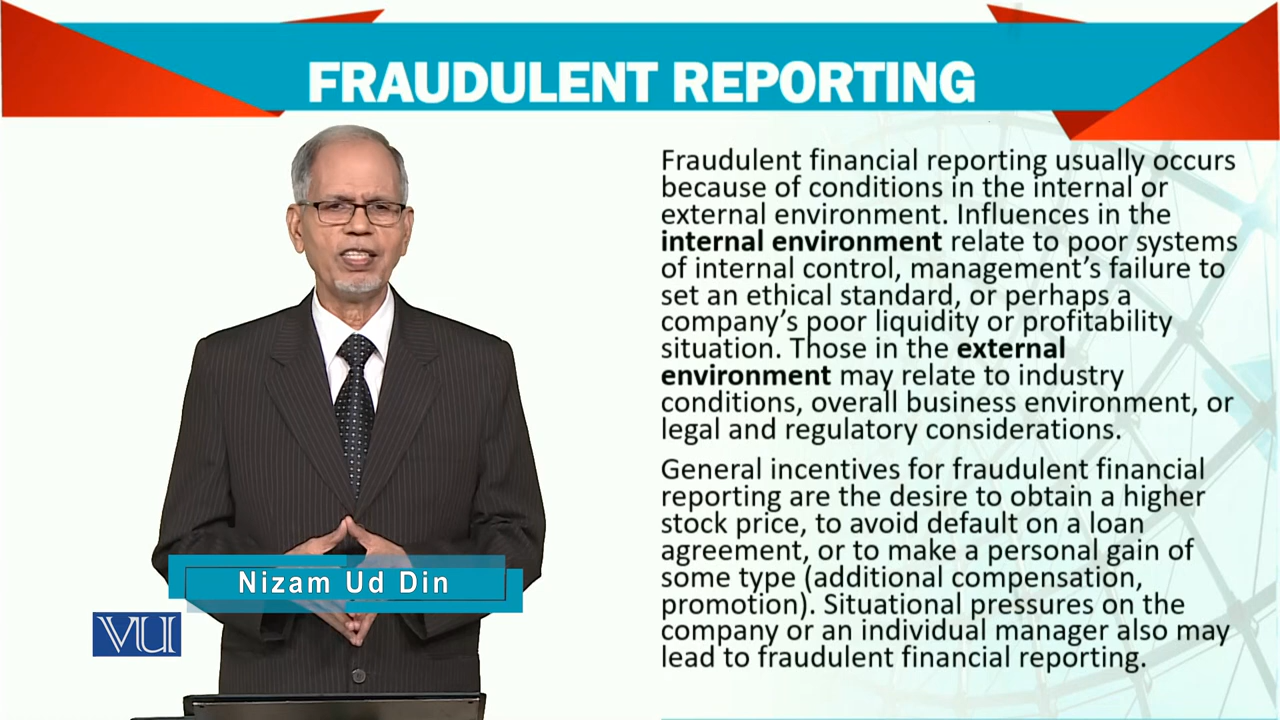 FRAUDULENT REPORTING
Fraudulent financial reporting usually occurs
because of conditions in the internal or
external environment. Influences in the
internal environment relate to poor systems
of internal control, management’s failure to
set an ethical standard, or perhaps a
company’s poor liquidity or profitability
situation. Those in the external
environment may relate to industry
conditions, overall business environment, or
legal and regulatory considerations.
General incentives for fraudulent financial
reporting are the desire to obtain a higher
stock price, to avoid default on a loan
agreement, or to make a personal gain of
some type (additional compensation,
promotion). Situational pressures on the
company or an individual manager also may
lead to fraudulent financial reporting.
Nizam Ud Din
VU